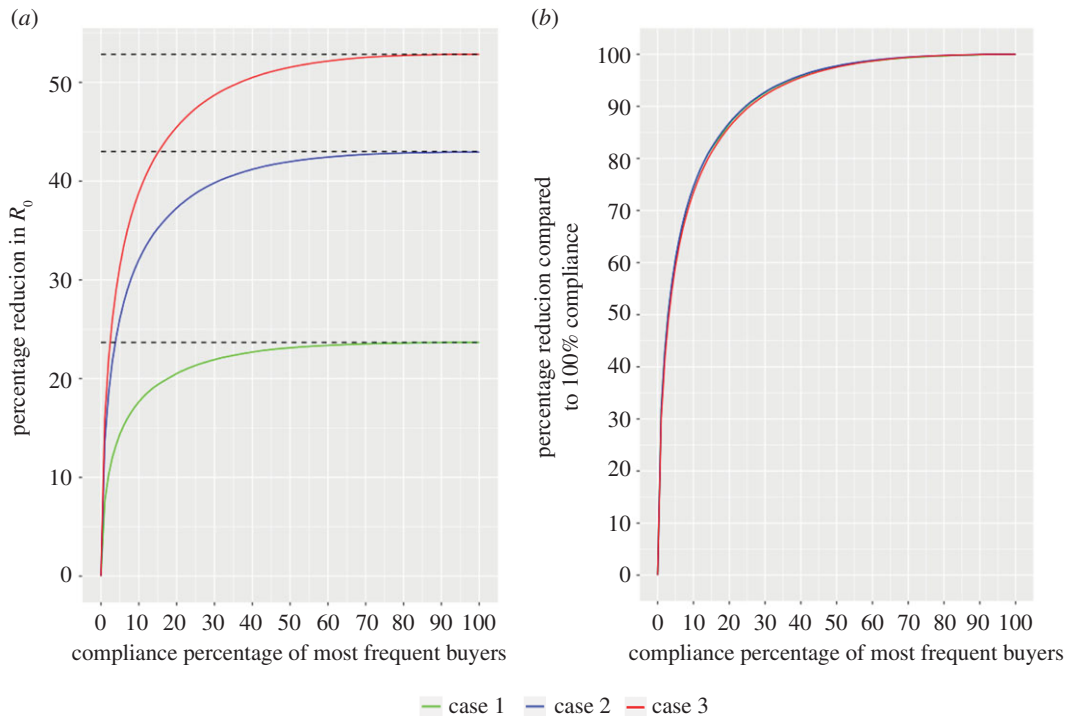 (a)
50
40
30
20
10
0
percentage reducion in R0
0 10 20 30 40 50 60 70 80 90 100
compliance percentage of most frequent buyers
(b)
100
90
80
70
60
50
40
30
20
10
0
percentage reducion compared
to 100% compliance
0 10 20 30 40 50 60 70 80 90 100
compliance percentage of most frequent buyers
case 1 case 2 case 3